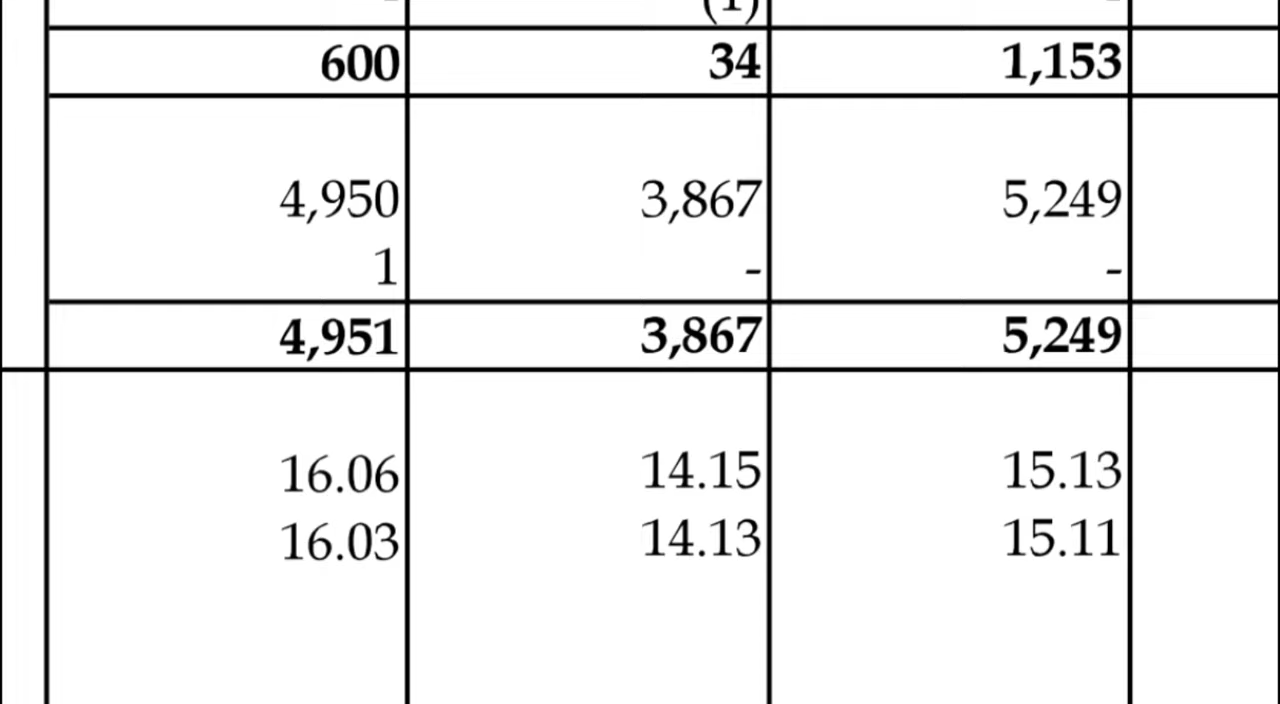 (1)
600 34 1,153
4,950 3,867 5,249
1 - -
4,951 3,867 5,249
16.06 14.15 15.13
16.03 14.13 15.11